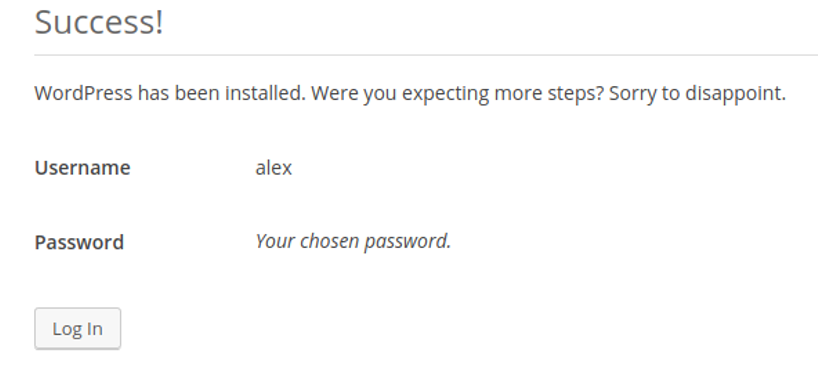 Success!
WordPress has been installed. Were you expecting more steps? Sorry to disappoint.
Username alex
Password Your chosen password.
Log In